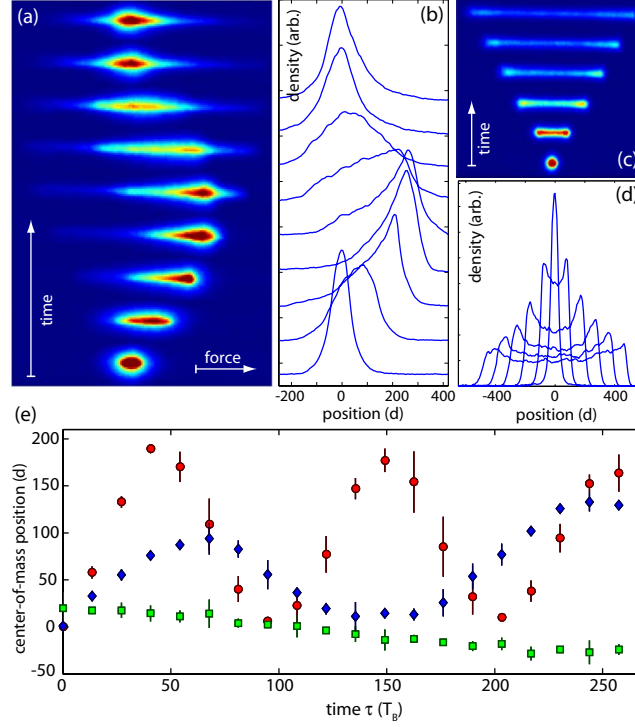 (a)
time
force
(b)
density (arb.)
-200 0 200 400
position (d)
(c)
time
(d)
density (arb.)
-400 0 400
position (d)
(e)
center-of-mass position (d)
200
150
100
50
0
-50
0 50 100 150 200 250
time τ (T_B)